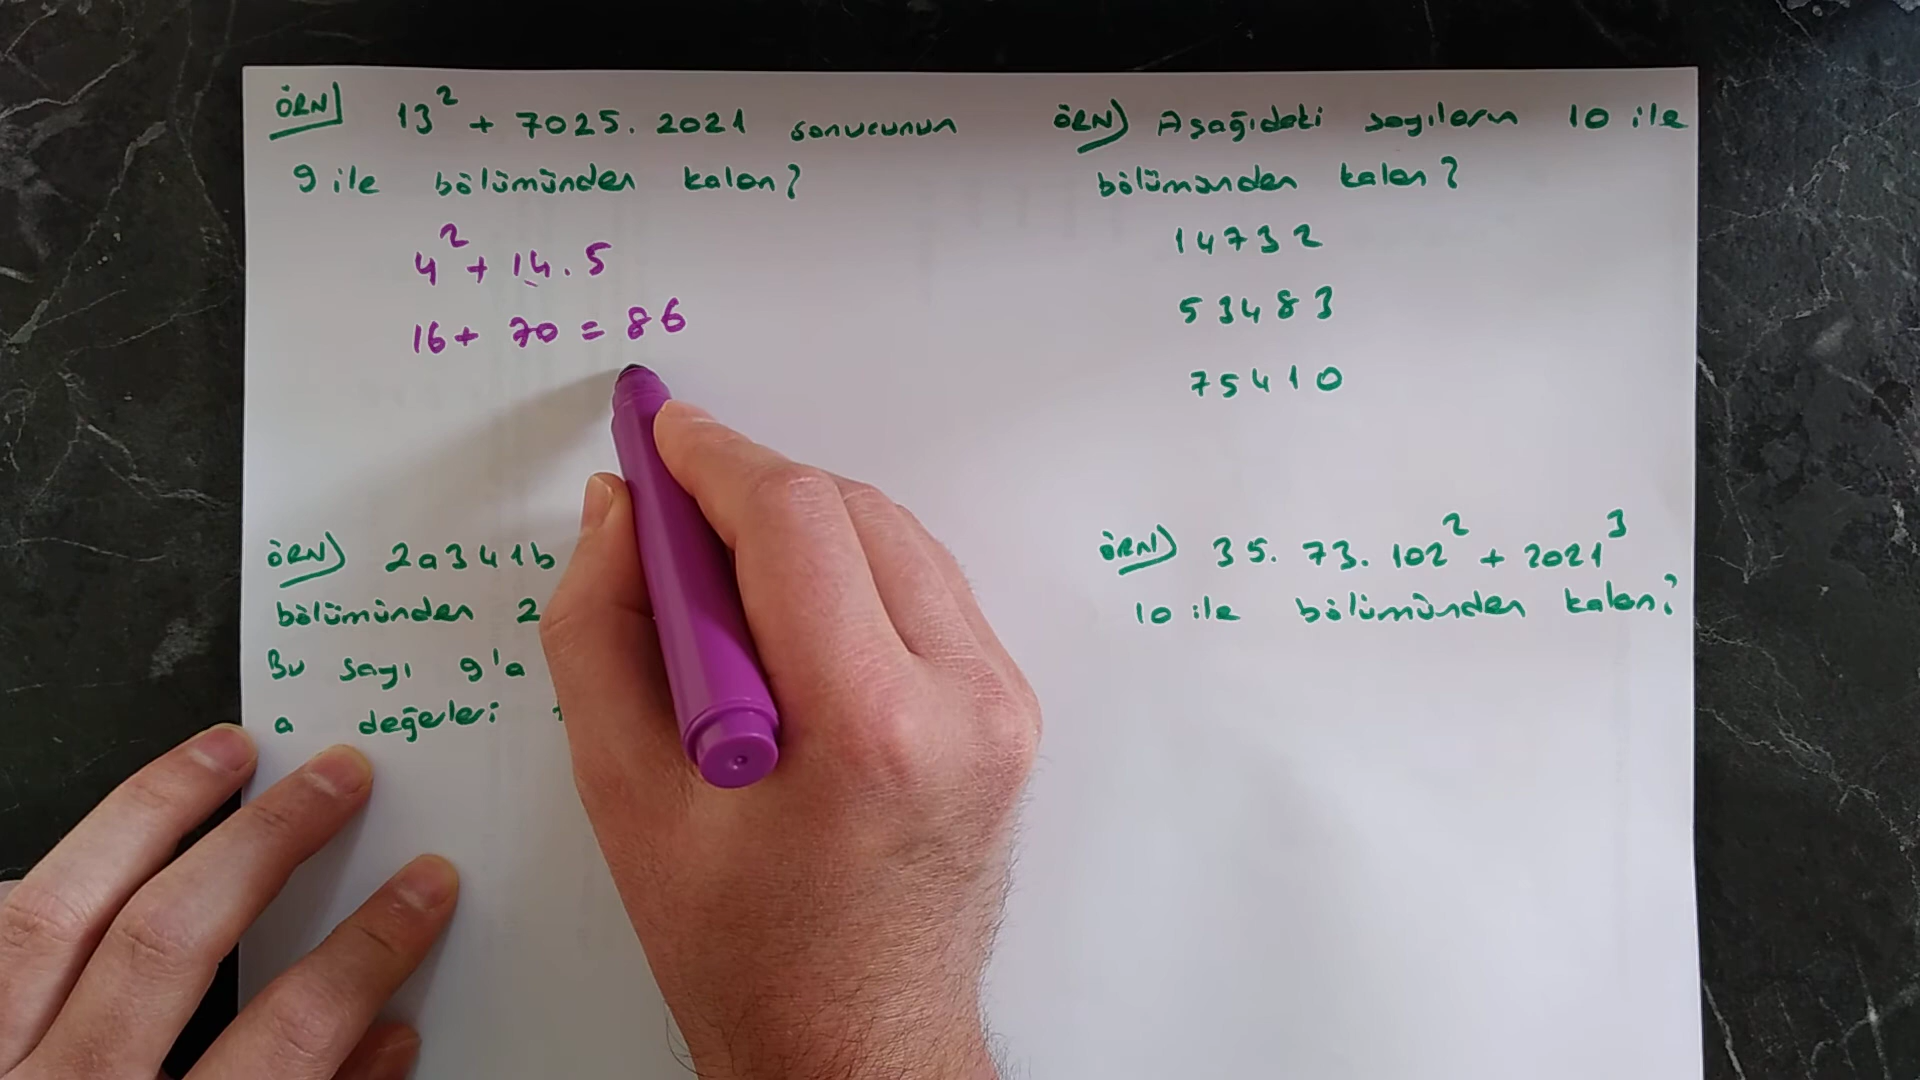 ÖRN) 13² + 7025. 2021 sonucunun
9 ile bölümünden kalan?
4² + 14. 5
16 + 70 = 86
ÖRN) 2a341b
bölümünden 2
Bu sayı 9'a
a değerleri
ÖRN) Aşağıdaki sayıların 10 ile
bölümünden kalan?
14732
53483
75410
ÖRN) 35. 73. 102² + 2021³
10 ile bölümünden kalan?